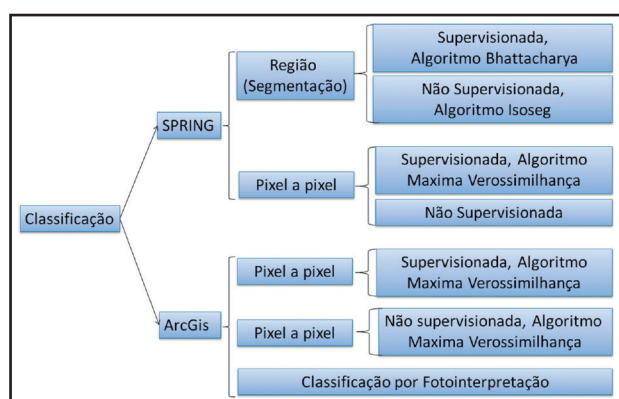 Supervisionada,
Algoritmo Bhattacharya
Região
(Segmentação)
Não Supervisionada,
Algoritmo Isoseg
SPRING
Supervisionada, Algoritmo
Maxima Verossimilhança
Pixel a pixel
Não Supervisionada
Classificação
Supervisionada, Algoritmo
Maxima Verossimilhança
Pixel a pixel
ArcGis
Não supervisionada, Algoritmo
Maxima Verossimilhança
Pixel a pixel
Classificação por Fotointerpretação